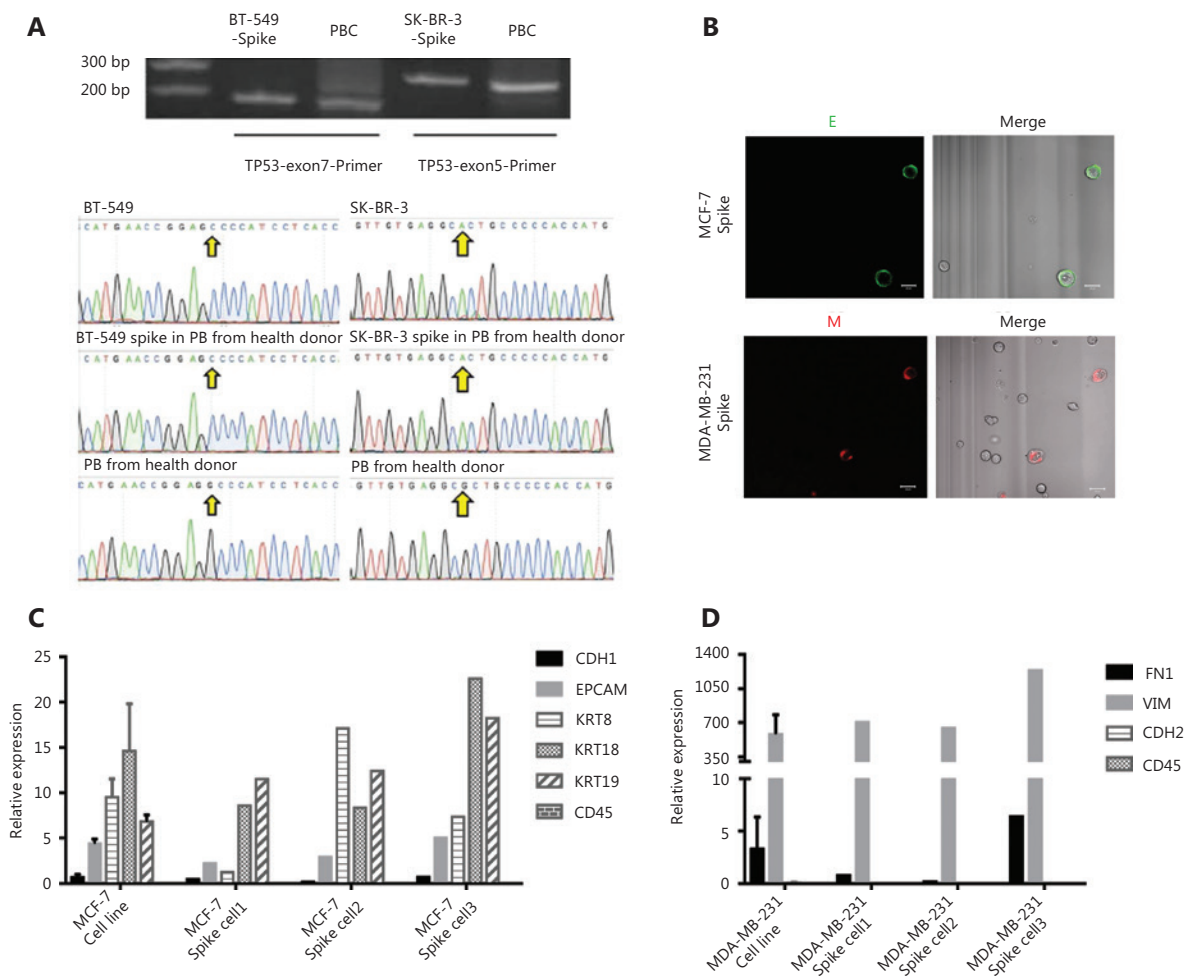 A
BT-549
-Spike
PBC
SK-BR-3
-Spike
PBC
300 bp
200 bp
TP53-exon7-Primer
TP53-exon5-Primer
BT-549
CATGAACCGGAGCCCCATCCTCACC
SK-BR-3
GTTGTGAGGCACTGCCCCCACCATG
BT-549 spike in PB from health donor
CATGAACCGGAGCCCCATCCTCACC
SK-BR-3 spike in PB from health donor
GTTGTGAGGCACTGCCCCCACCATG
PB from health donor
CATGAACCGGAGGCCCATCCTCACC
PB from health donor
GTTGTGAGGCGCTGCCCCCACCATG
B
E
Merge
MCF-7
Spike
M
Merge
MDA-MB-231
Spike
C
Relative expression
25
20
15
10
5
0
MCF-7
Cell line
MCF-7
Spike cell1
MCF-7
Spike cell2
MCF-7
Spike cell3
CDH1
EPCAM
KRT8
KRT18
KRT19
CD45
D
Relative expression
1400
1050
700
350
10
5
0
MDA-MB-231
Cell line
MDA-MB-231
Spike cell1
MDA-MB-231
Spike cell2
MDA-MB-231
Spike cell3
FN1
VIM
CDH2
CD45